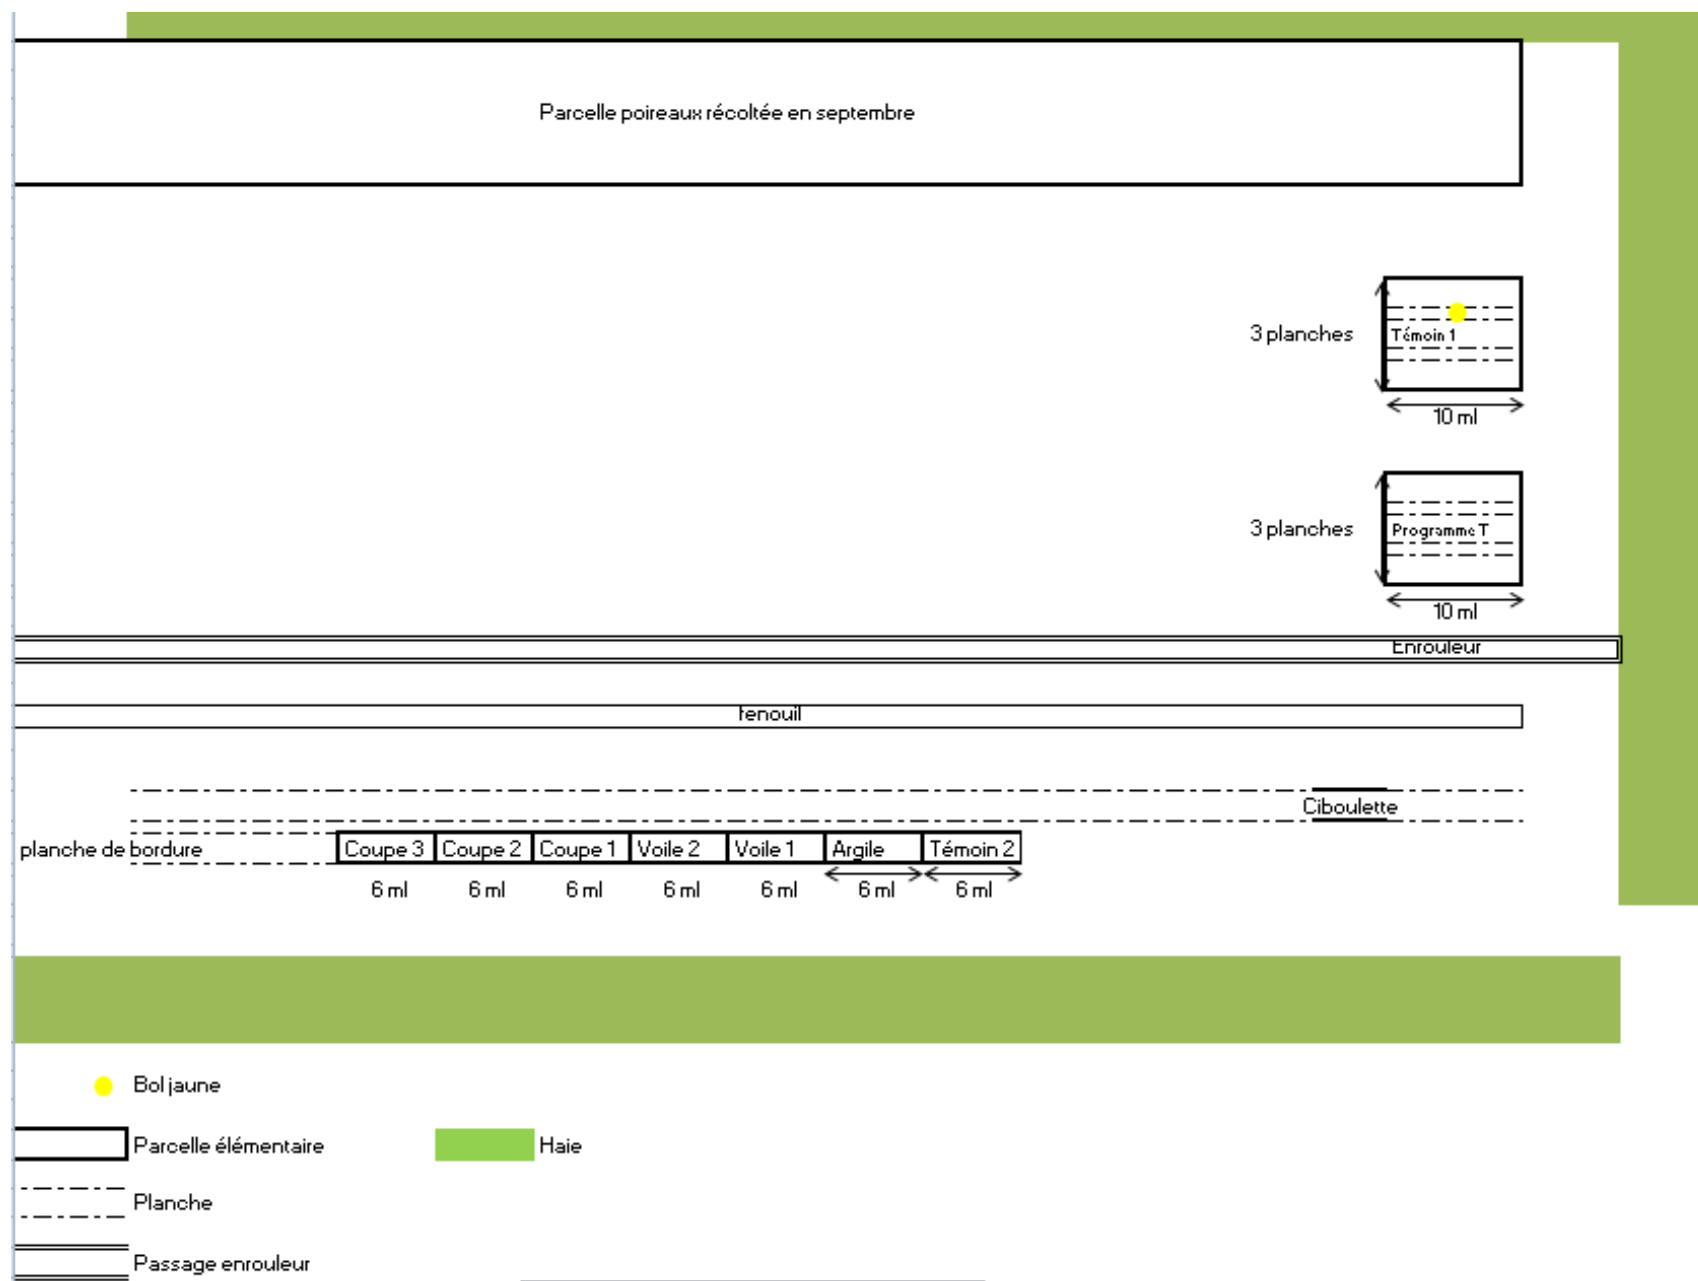 Parcelle poireaux récoltée en septembre
3 planches
Témoin 1
10 ml
3 planches
Programme T
10 ml
Enrouleur
fenouil
Ciboulette
planche de bordure
Coupe 3 Coupe 2 Coupe 1 Voile 2 Voile 1 Argile Témoin 2
6 ml 6 ml 6 ml 6 ml 6 ml 6 ml 6 ml
Bol jaune
Parcelle élémentaire Haie
Planche
Passage enrouleur